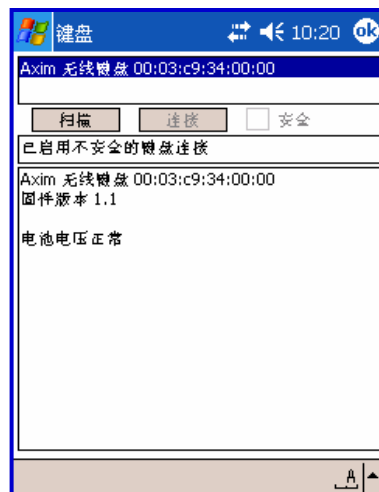 键盘 10:20 ok
Axim 无线键盘 00:03:c9:34:00:00
扫描 连接 安全
已启用不安全的键盘连接
Axim 无线键盘 00:03:c9:34:00:00
固件版本 1.1
电池电压正常
A